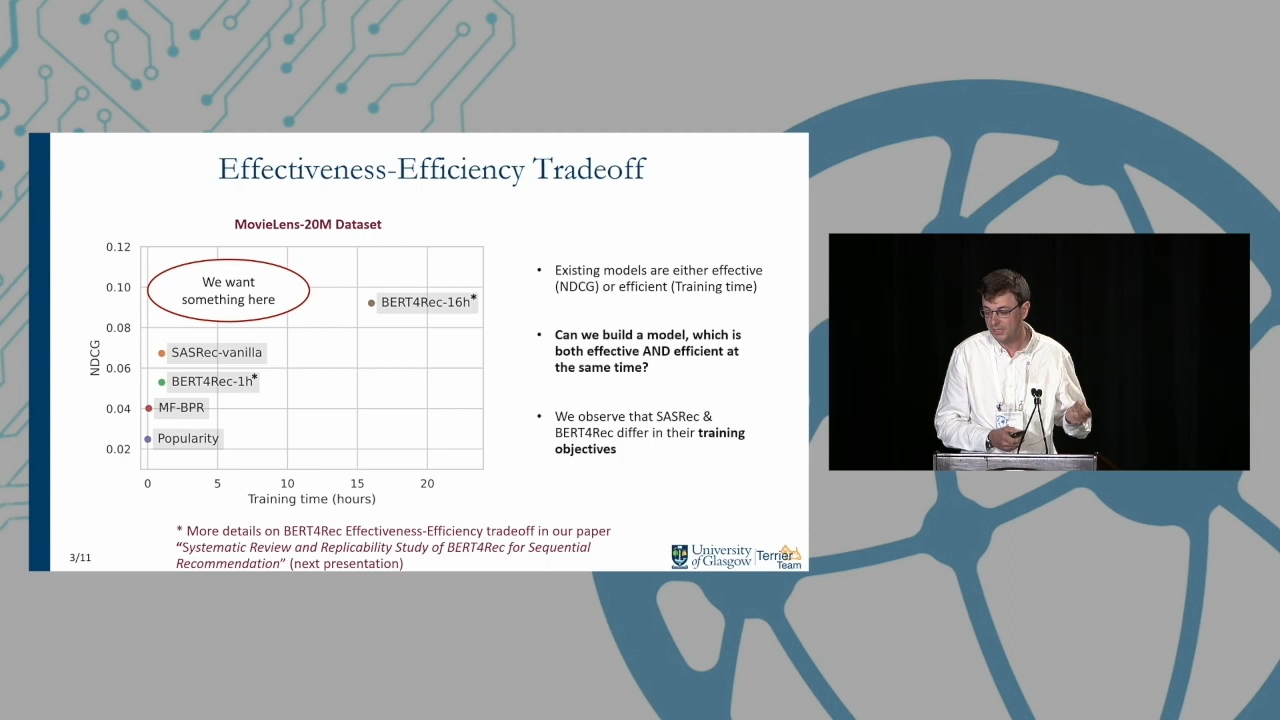 Effectiveness-Efficiency Tradeoff
MovieLens-20M Dataset
0.12
0.10
0.08
0.06
0.04
0.02
NDCG
We want
something here
BERT4Rec-16h*
SASRec-vanilla
BERT4Rec-1h*
MF-BPR
Popularity
0 5 10 15 20
Training time (hours)
• Existing models are either effective
(NDCG) or efficient (Training time)
• Can we build a model, which is
both effective AND efficient at
the same time?
• We observe that SASRec &
BERT4Rec differ in their training
objectives
* More details on BERT4Rec Effectiveness-Efficiency tradeoff in our paper
“Systematic Review and Replicability Study of BERT4Rec for Sequential
Recommendation” (next presentation)
3/11
University
of Glasgow
Terrier
Team